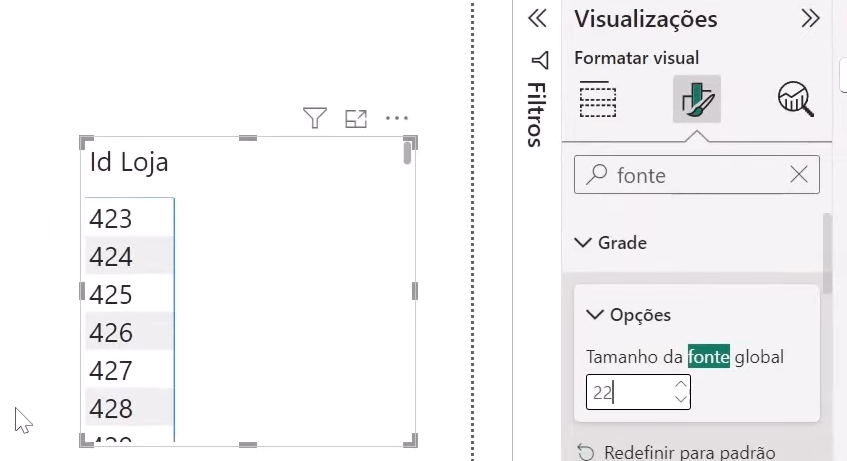 Id Loja
423
424
425
426
427
428
429
Filtros
Visualizações
Formatar visual
fonte
Grade
Opções
Tamanho da fonte global
22
Redefinir para padrão